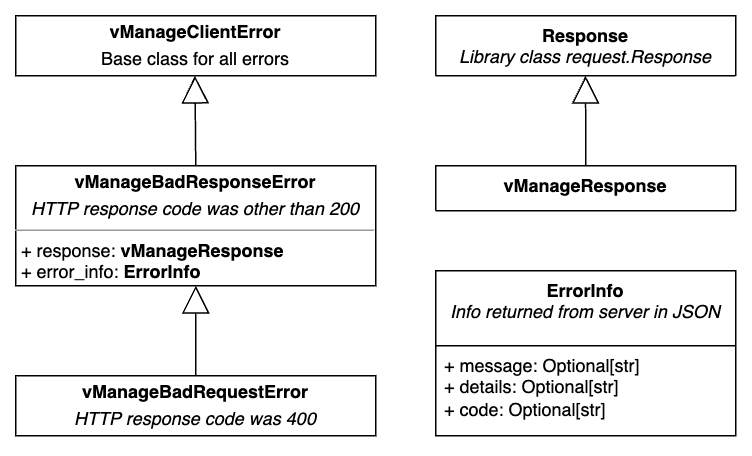 vManageClientError
Base class for all errors
Response
Library class request.Response
vManageBadResponseError
HTTP response code was other than 200
+ response: vManageResponse
+ error_info: ErrorInfo
vManageResponse
ErrorInfo
Info returned from server in JSON
+ message: Optional[str]
+ details: Optional[str]
+ code: Optional[str]
vManageBadRequestError
HTTP response code was 400